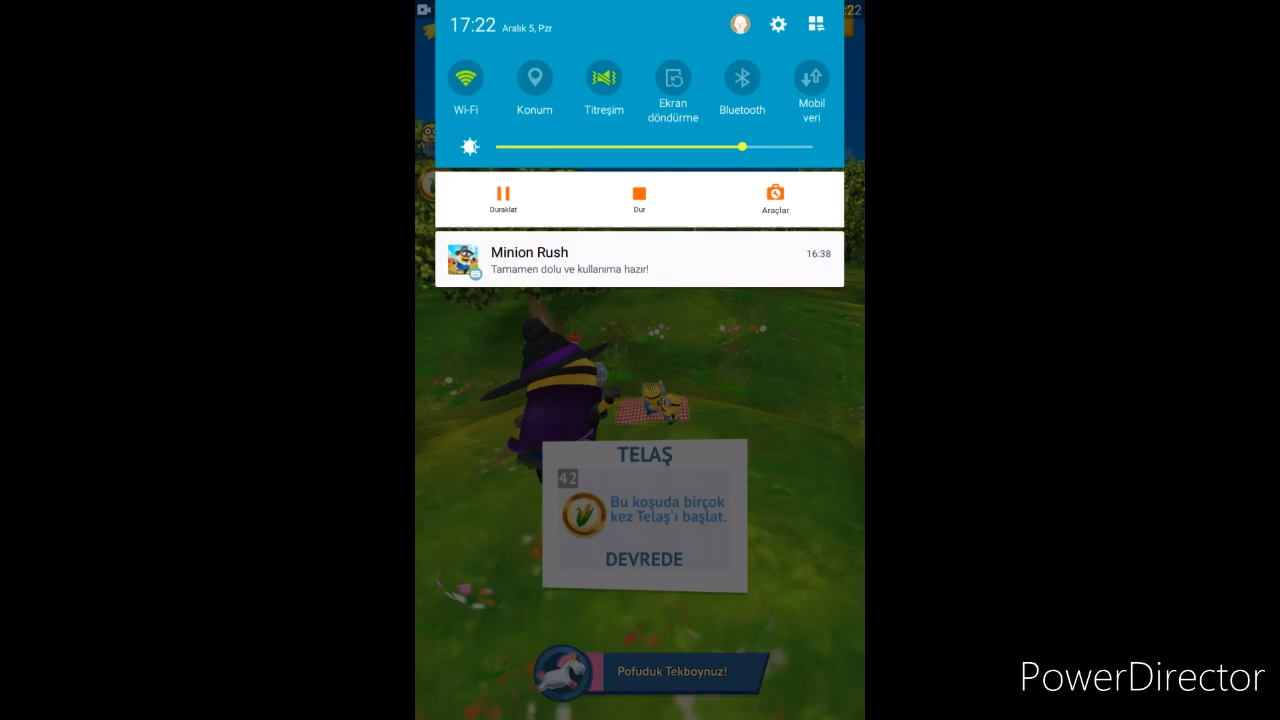 :22
17:22 Aralık 5, Pzr
Wi-Fi
Konum
Titreşim
Ekran
döndürme
Bluetooth
Mobil
veri
Duraklat
Dur
Araçlar
Minion Rush
16:38
Tamamen dolu ve kullanıma hazır!
TELAŞ
42
Bu koşuda birçok
kez Telaş'ı başlat.
DEVREDE
Pofuduk Tekboynuz!
PowerDirector